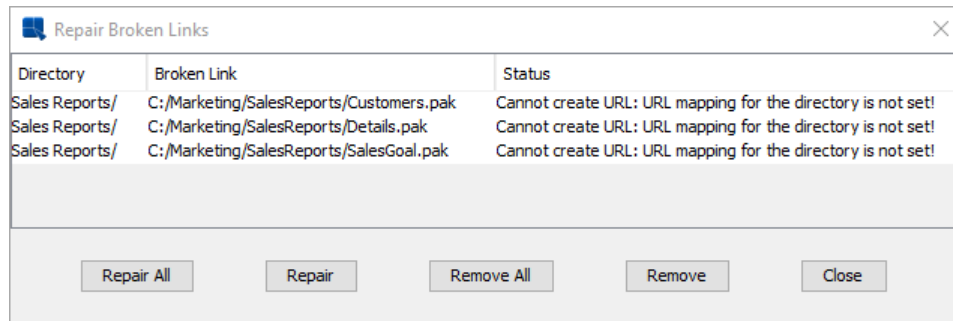 Repair Broken Links
Directory Broken Link Status
Sales Reports/ C:/Marketing/SalesReports/Customers.pak Cannot create URL: URL mapping for the directory is not set!
Sales Reports/ C:/Marketing/SalesReports/Details.pak Cannot create URL: URL mapping for the directory is not set!
Sales Reports/ C:/Marketing/SalesReports/SalesGoal.pak Cannot create URL: URL mapping for the directory is not set!
Repair All Repair Remove All Remove Close